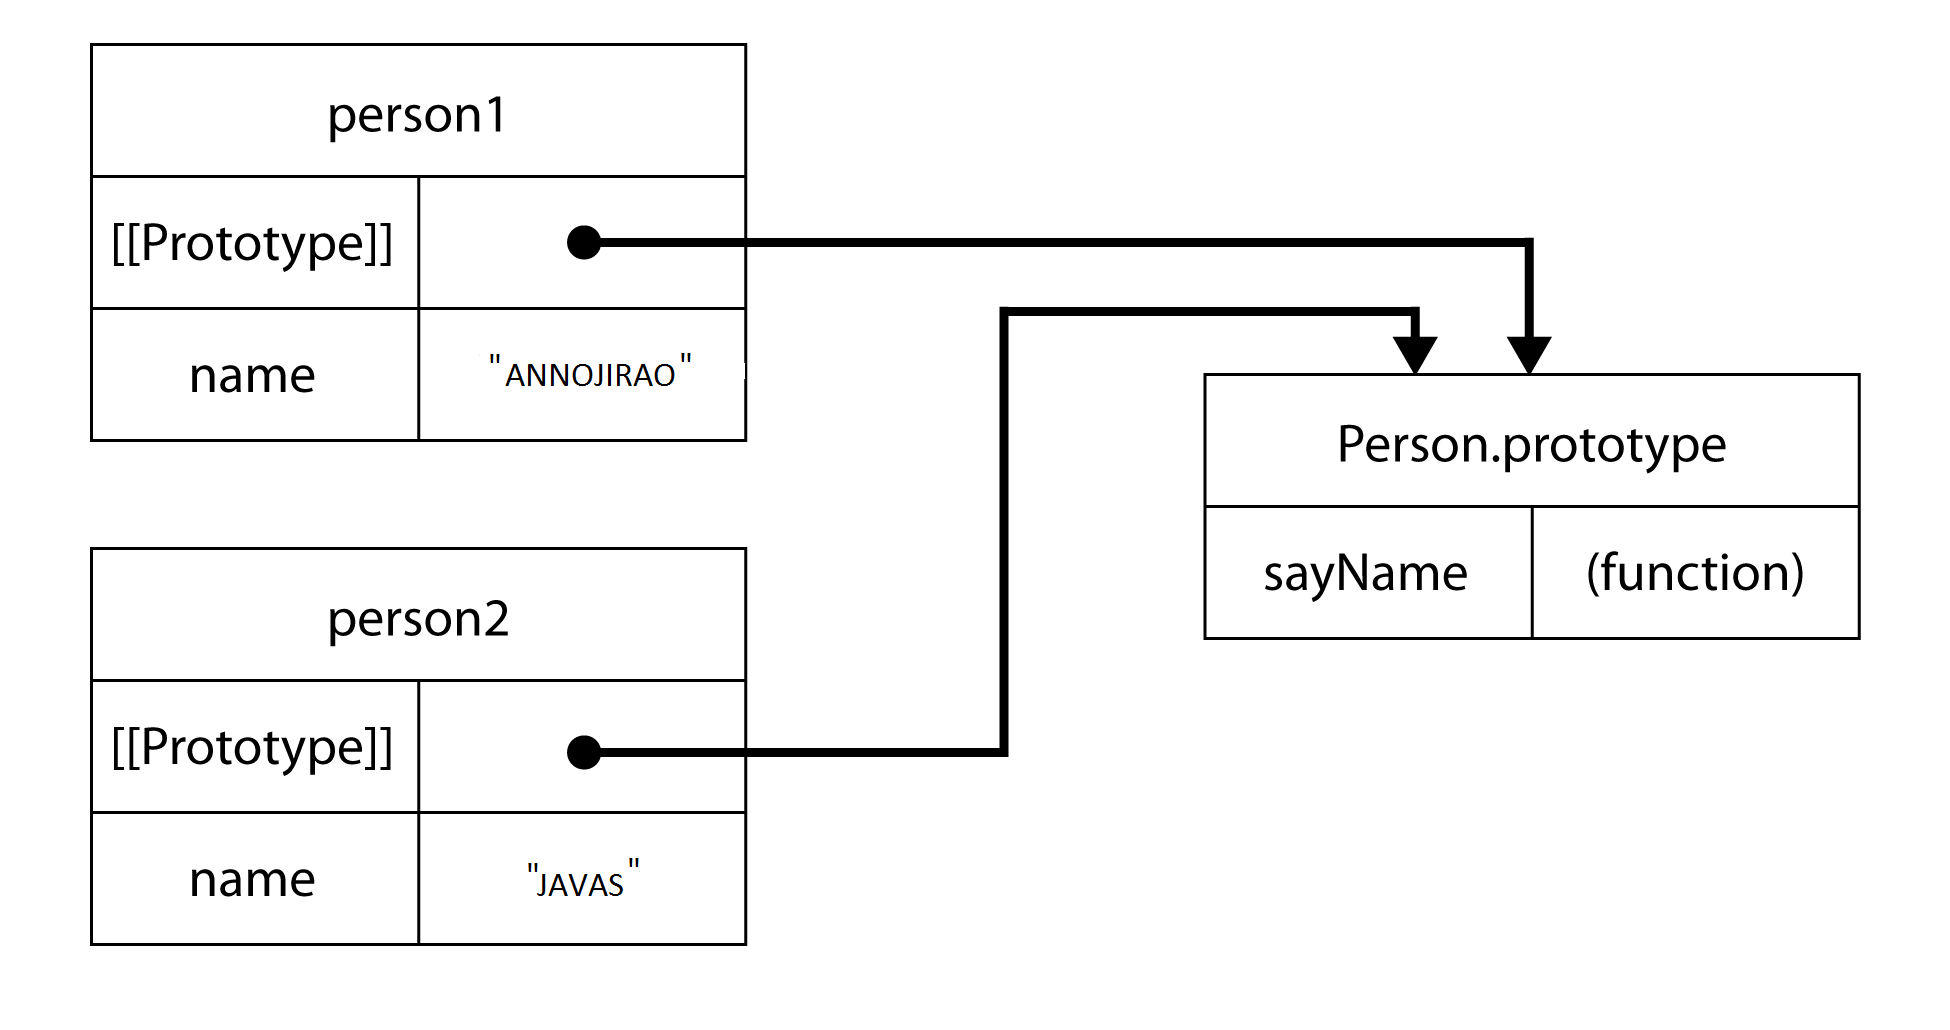 person1
[[Prototype]]
name "ANNOJIRAO"
Person.prototype
sayName (function)
person2
[[Prototype]]
name "JAVAS"